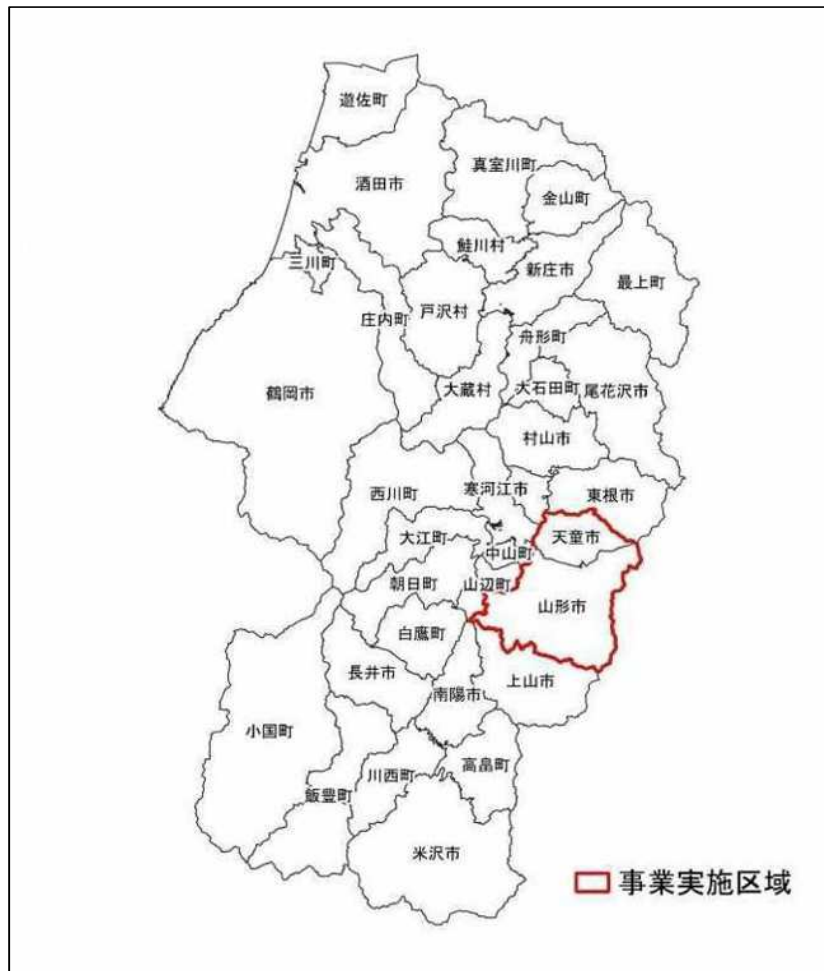 遊佐町
真室川町
酒田市
金山町
鮭川村
三川町
新庄市
最上町
戸沢村
庄内町
舟形町
鶴岡市
大蔵村
大石田町
尾花沢市
村山市
西川町
寒河江市
東根市
大江町
天童市
中山町
朝日町
山辺町
山形市
白鷹町
長井市
上山市
南陽市
小国町
高畠町
川西町
飯豊町
米沢市
事業実施区域